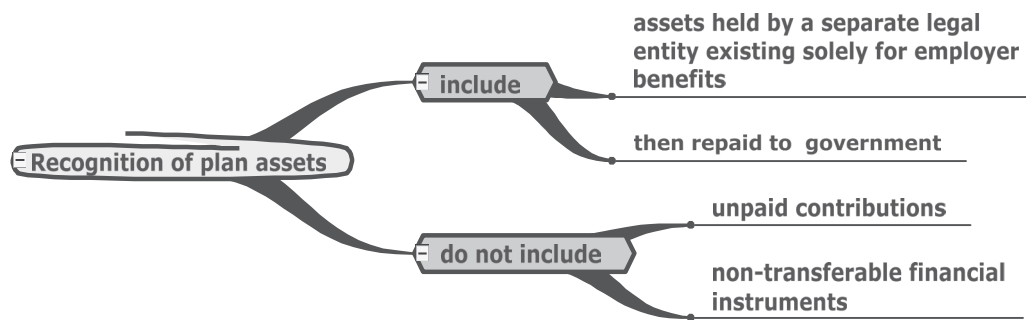 assets held by a separate legal
entity existing solely for employer
benefits
include
then repaid to government
Recognition of plan assets
unpaid contributions
do not include
non-transferable financial
instruments